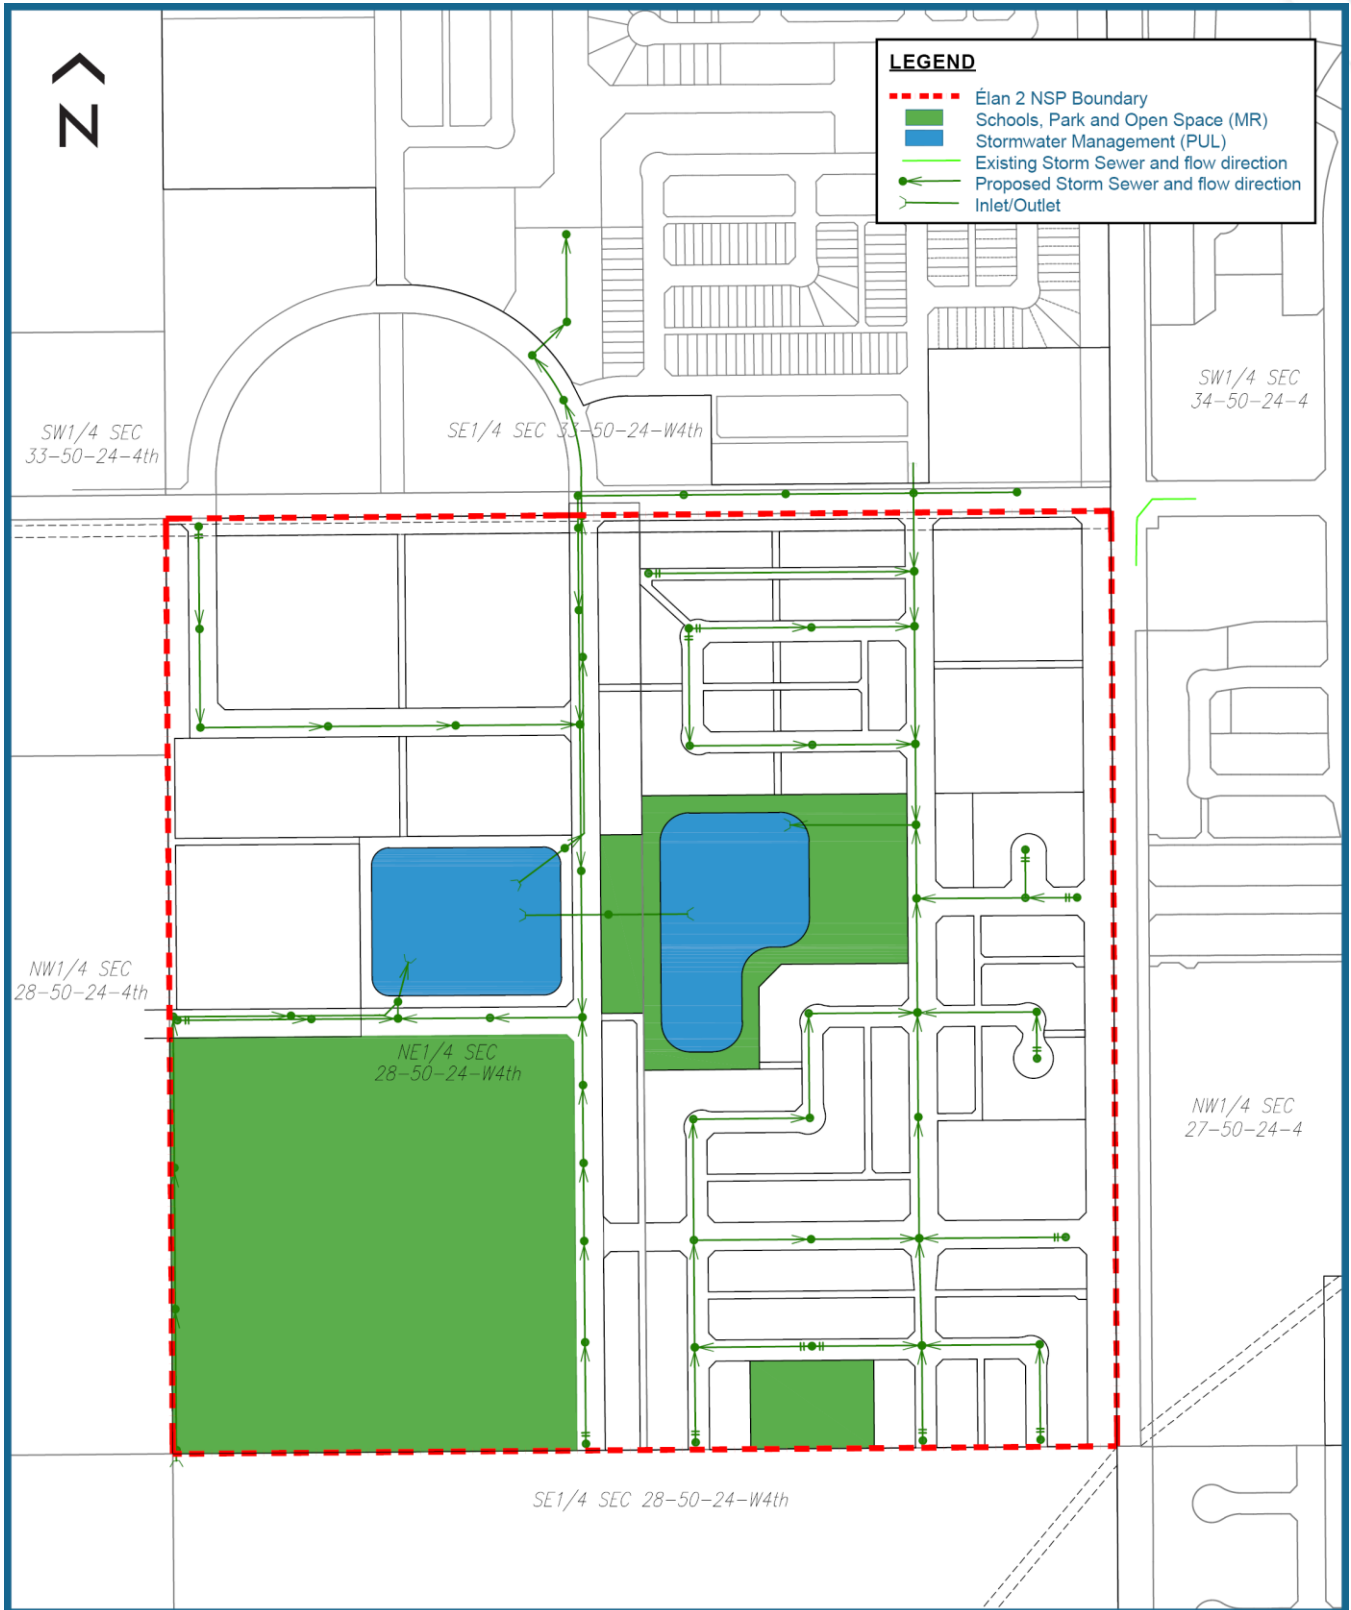 N
LEGEND
Élan 2 NSP Boundary
Schools, Park and Open Space (MR)
Stormwater Management (PUL)
Existing Storm Sewer and flow direction
Proposed Storm Sewer and flow direction
Inlet/Outlet
SW1/4 SEC
34-50-24-4
SW1/4 SEC
33-50-24-4th
SE1/4 SEC 33-50-24-W4th
NW1/4 SEC
28-50-24-4th
NE1/4 SEC
28-50-24-W4th
NW1/4 SEC
27-50-24-4
SE1/4 SEC 28-50-24-W4th